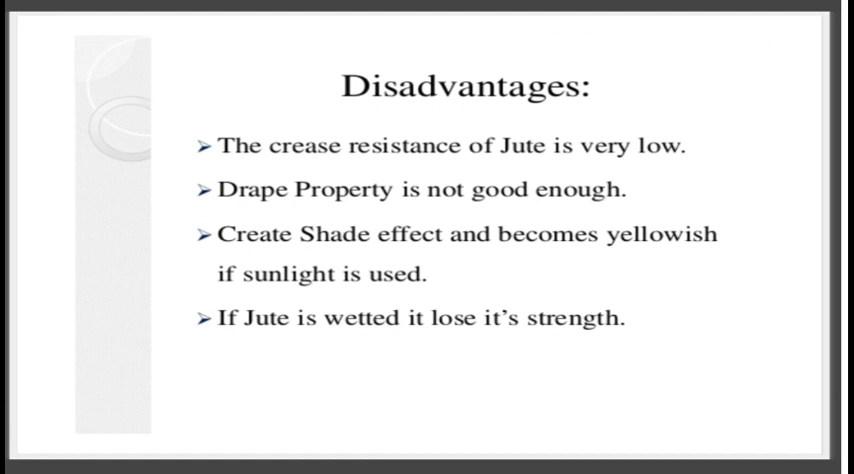 Disadvantages:
➢ The crease resistance of Jute is very low.
➢ Drape Property is not good enough.
➢ Create Shade effect and becomes yellowish
if sunlight is used.
➢ If Jute is wetted it lose it’s strength.